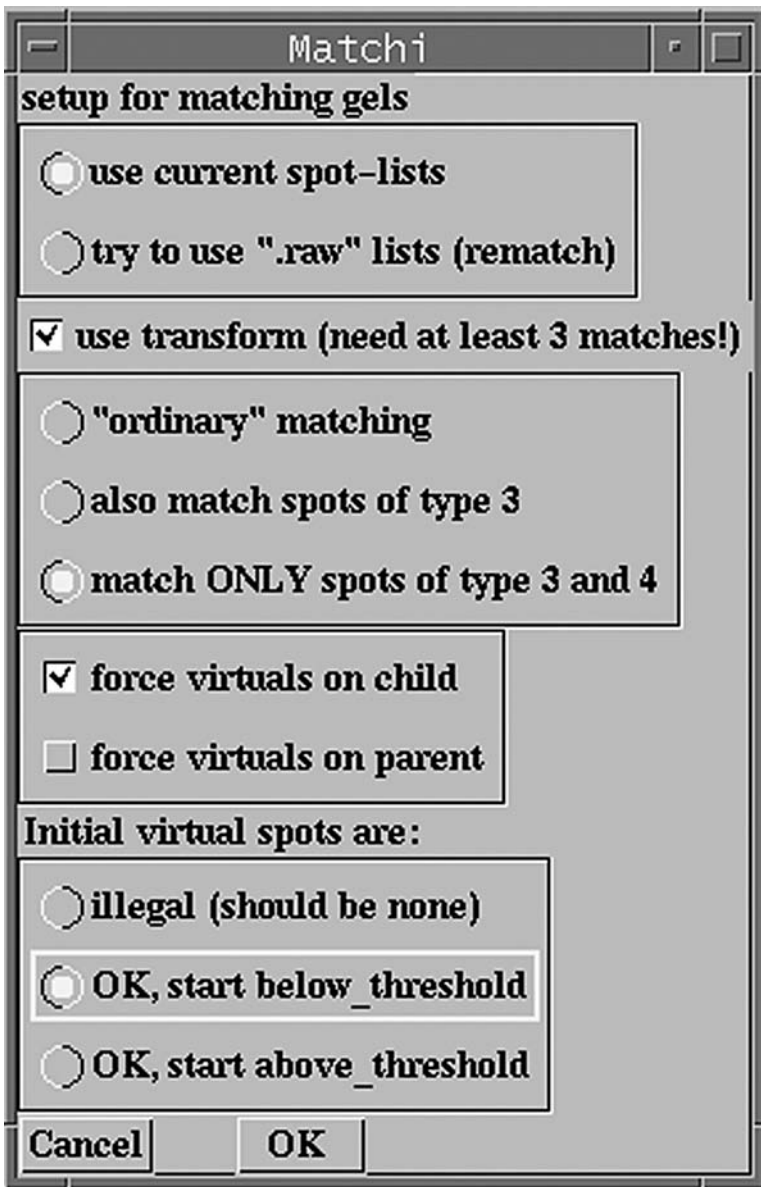 Matchi
setup for matching gels
use current spot-lists
try to use ".raw" lists (rematch)
use transform (need at least 3 matches!)
"ordinary" matching
also match spots of type 3
match ONLY spots of type 3 and 4
force virtuals on child
force virtuals on parent
Initial virtual spots are:
illegal (should be none)
OK, start below_threshold
OK, start above_threshold
Cancel OK